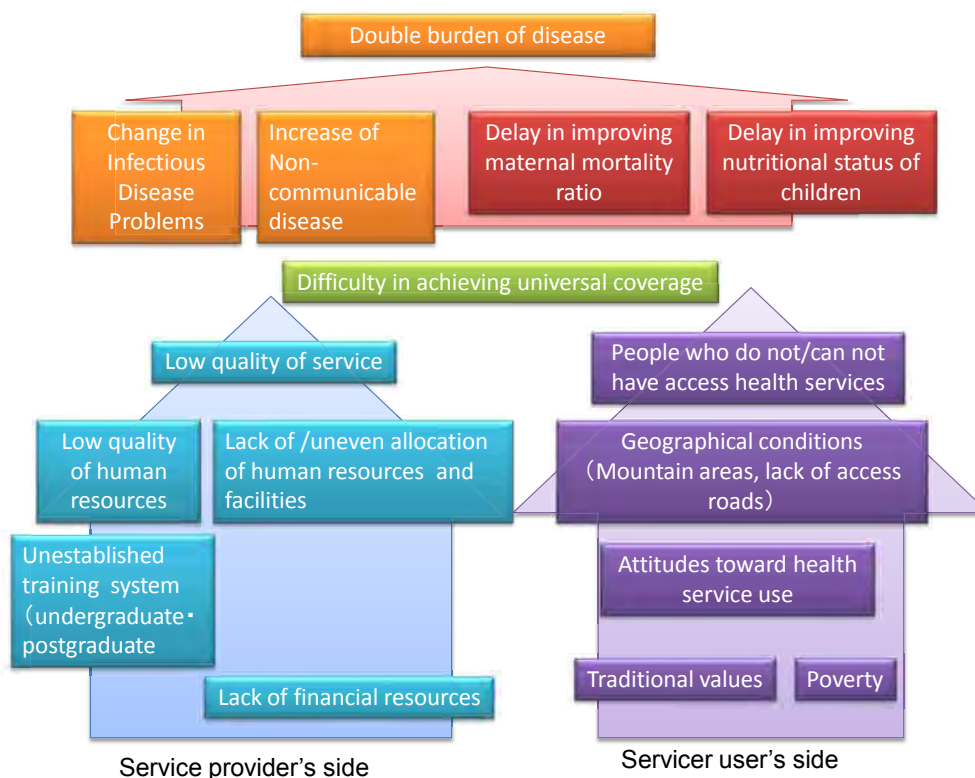 Double burden of disease
Change in
Infectious
Disease
Problems
Increase of
Non-
communicable
disease
Delay in improving
maternal mortality
ratio
Delay in improving
nutritional status of
children
Difficulty in achieving universal coverage
Low quality of service
Low quality
of human
resources
Lack of /uneven allocation
of human resources and
facilities
Unestablished
training system
（undergraduate・
postgraduate
Lack of financial resources
Service provider's side
People who do not/can not
have access health services
Geographical conditions
（Mountain areas, lack of access
roads）
Attitudes toward health
service use
Traditional values
Poverty
Servicer user's side